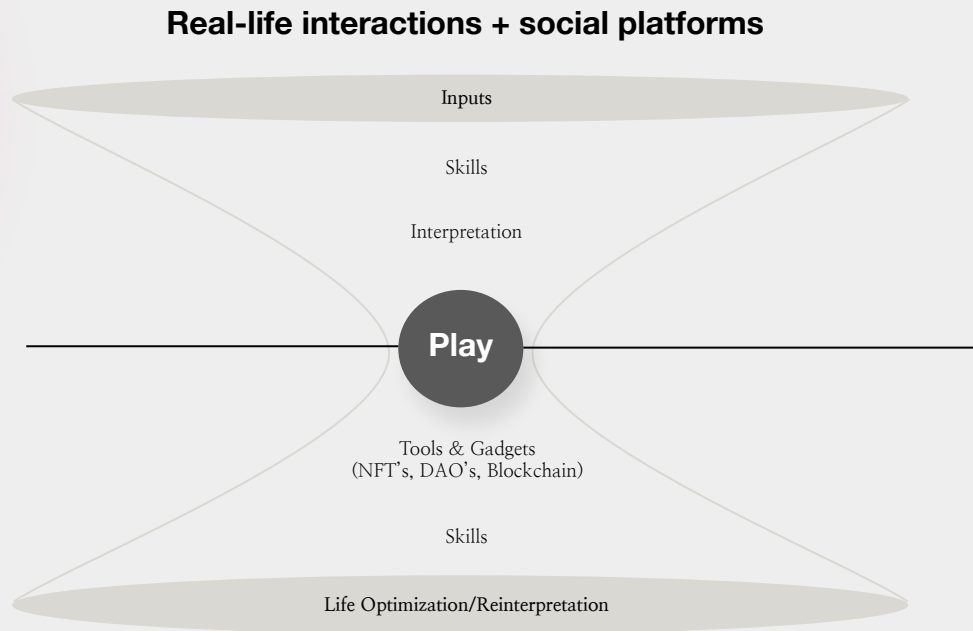 Real-life interactions + social platforms
Inputs
Skills
Interpretation
Play
Tools & Gadgets
(NFT’s, DAO’s, Blockchain)
Skills
Life Optimization/Reinterpretation